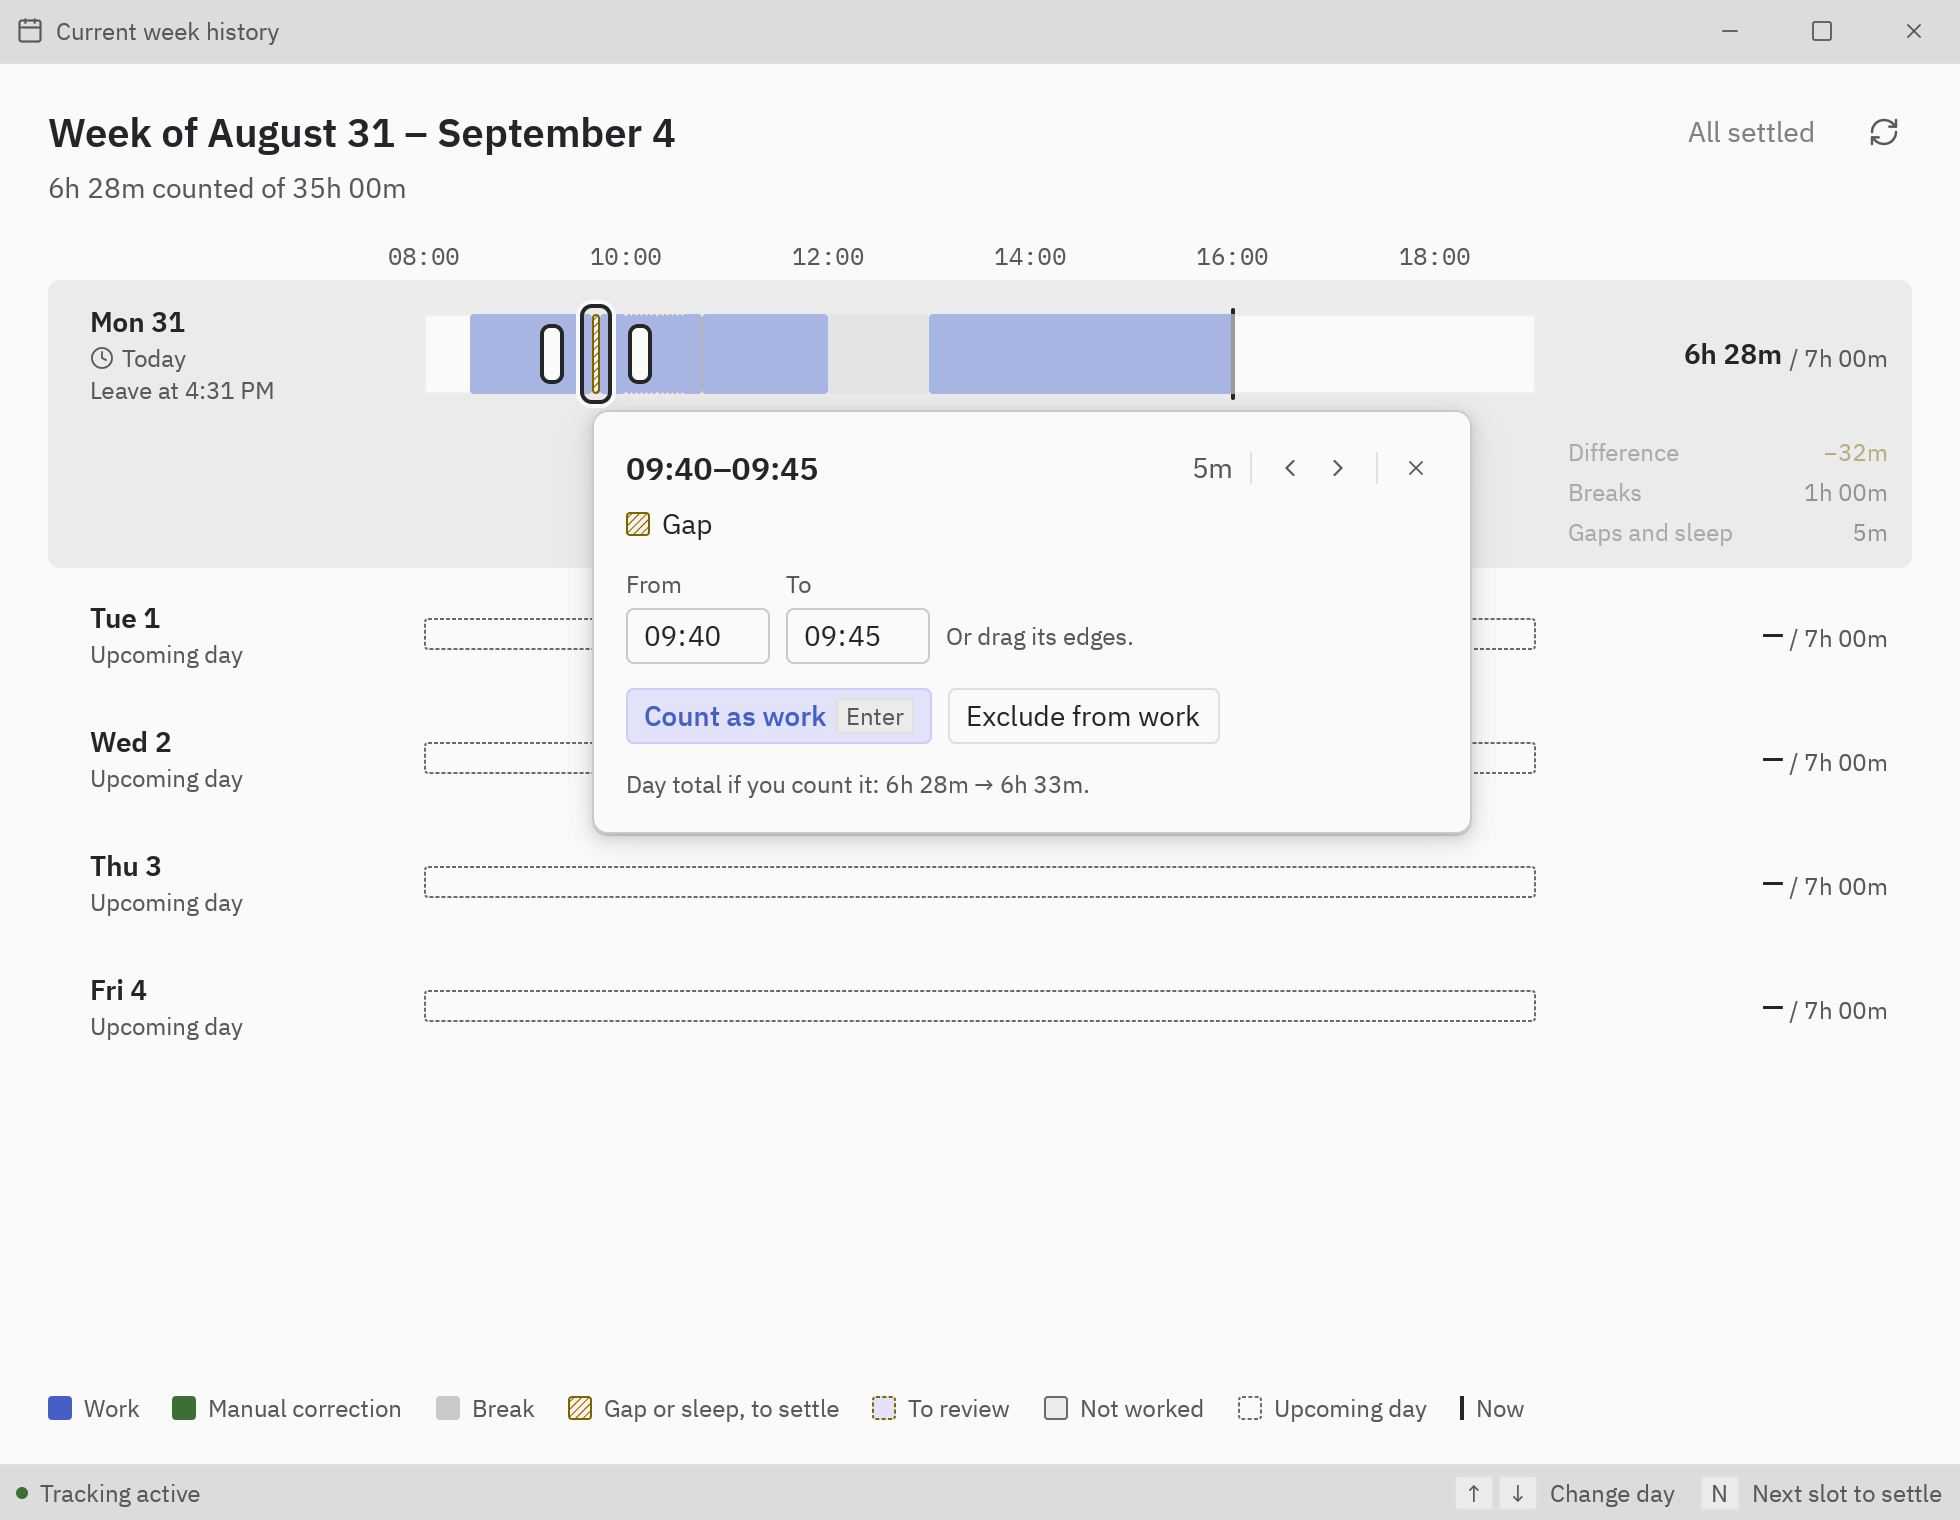 Current week history
Week of August 31 – September 4
All settled
6h 28m counted of 35h 00m
08:00 10:00 12:00 14:00 16:00 18:00
Mon 31
Today
Leave at 4:31 PM
6h 28m / 7h 00m
Difference −32m
Breaks 1h 00m
Gaps and sleep 5m
09:40–09:45
5m
Gap
From To
09:40 09:45 Or drag its edges.
Count as work Enter Exclude from work
Day total if you count it: 6h 28m → 6h 33m.
Tue 1
Upcoming day
— / 7h 00m
Wed 2
Upcoming day
— / 7h 00m
Thu 3
Upcoming day
— / 7h 00m
Fri 4
Upcoming day
— / 7h 00m
Work Manual correction Break Gap or sleep, to settle To review Not worked Upcoming day Now
Tracking active
↑ ↓ Change day N Next slot to settle